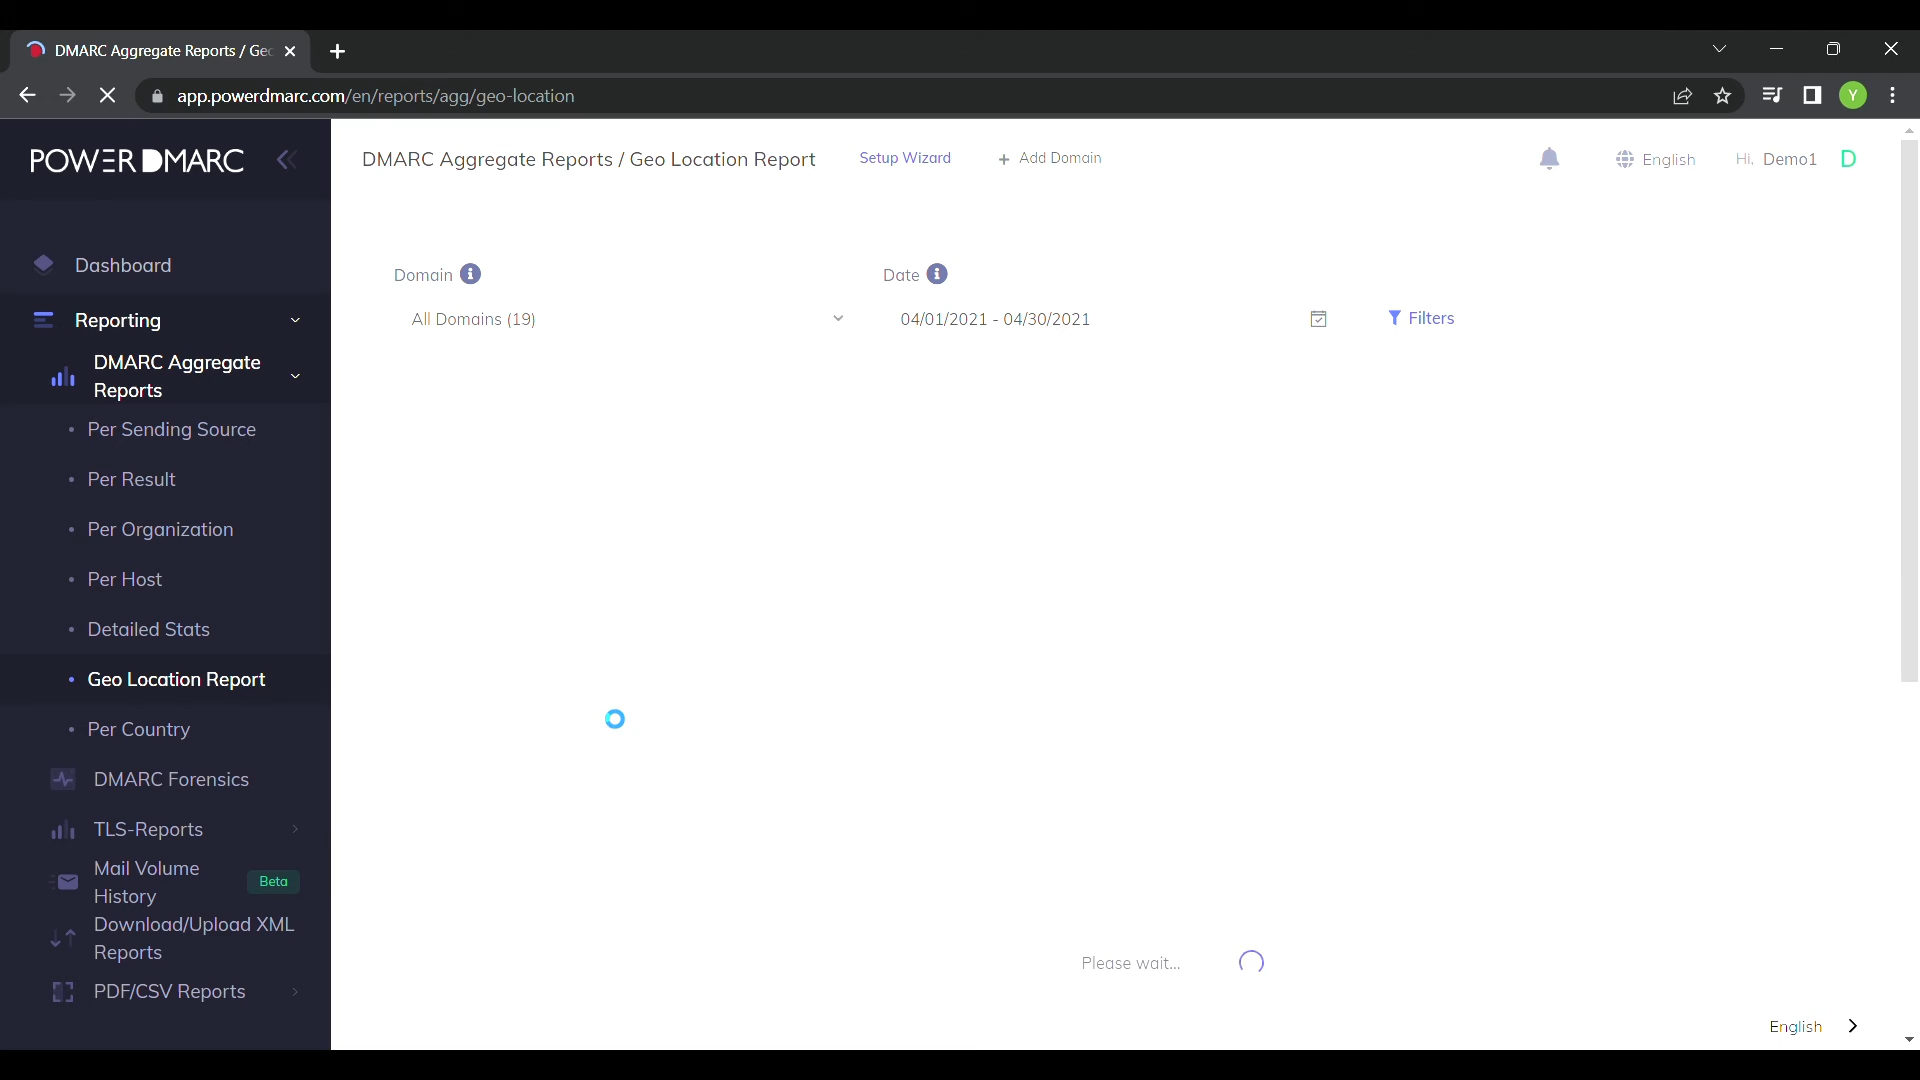 DMARC Aggregate Reports / Geo
app.powerdmarc.com/en/reports/agg/geo-location
Y
POWER DMARC
DMARC Aggregate Reports / Geo Location Report
Setup Wizard
+ Add Domain
English
Hi, Demo1
D
Dashboard
Reporting
DMARC Aggregate
Reports
Per Sending Source
Per Result
Per Organization
Per Host
Detailed Stats
Geo Location Report
Per Country
DMARC Forensics
TLS-Reports
Mail Volume
History
Beta
Download/Upload XML
Reports
PDF/CSV Reports
Domain
Date
All Domains (19)
04/01/2021 - 04/30/2021
Filters
Please wait...
English